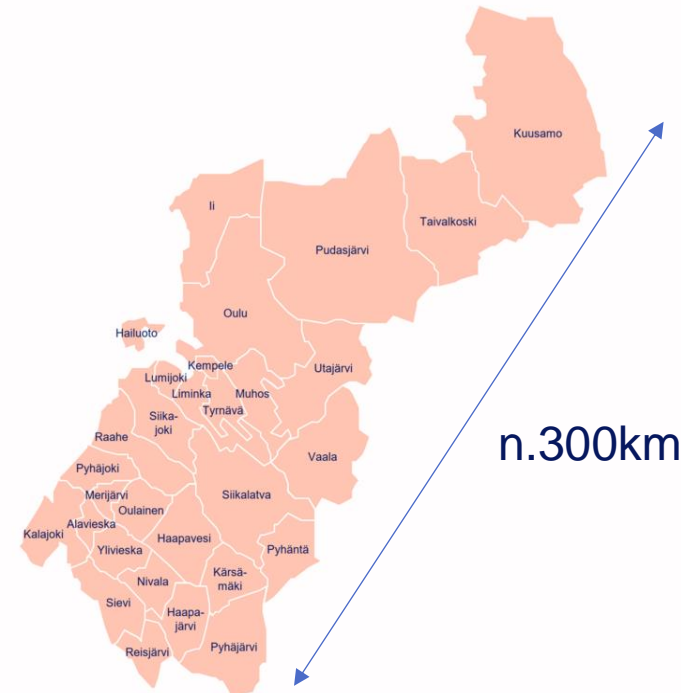 Kuusamo
Ii
Taivalkoski
Pudasjärvi
Oulu
Hailuoto
Kempele
Utajärvi
Lumijoki
Liminka
Muhos
Tyrnävä
Siika-
joki
Raahe
n.300km
Vaala
Pyhäjoki
Merijärvi
Siikalatva
Oulainen
Alavieska
Kalajoki
Haapavesi
Ylivieska
Pyhäntä
Kärsä-
mäki
Nivala
Sievi
Haapa-
järvi
Pyhäjärvi
Reisjärvi